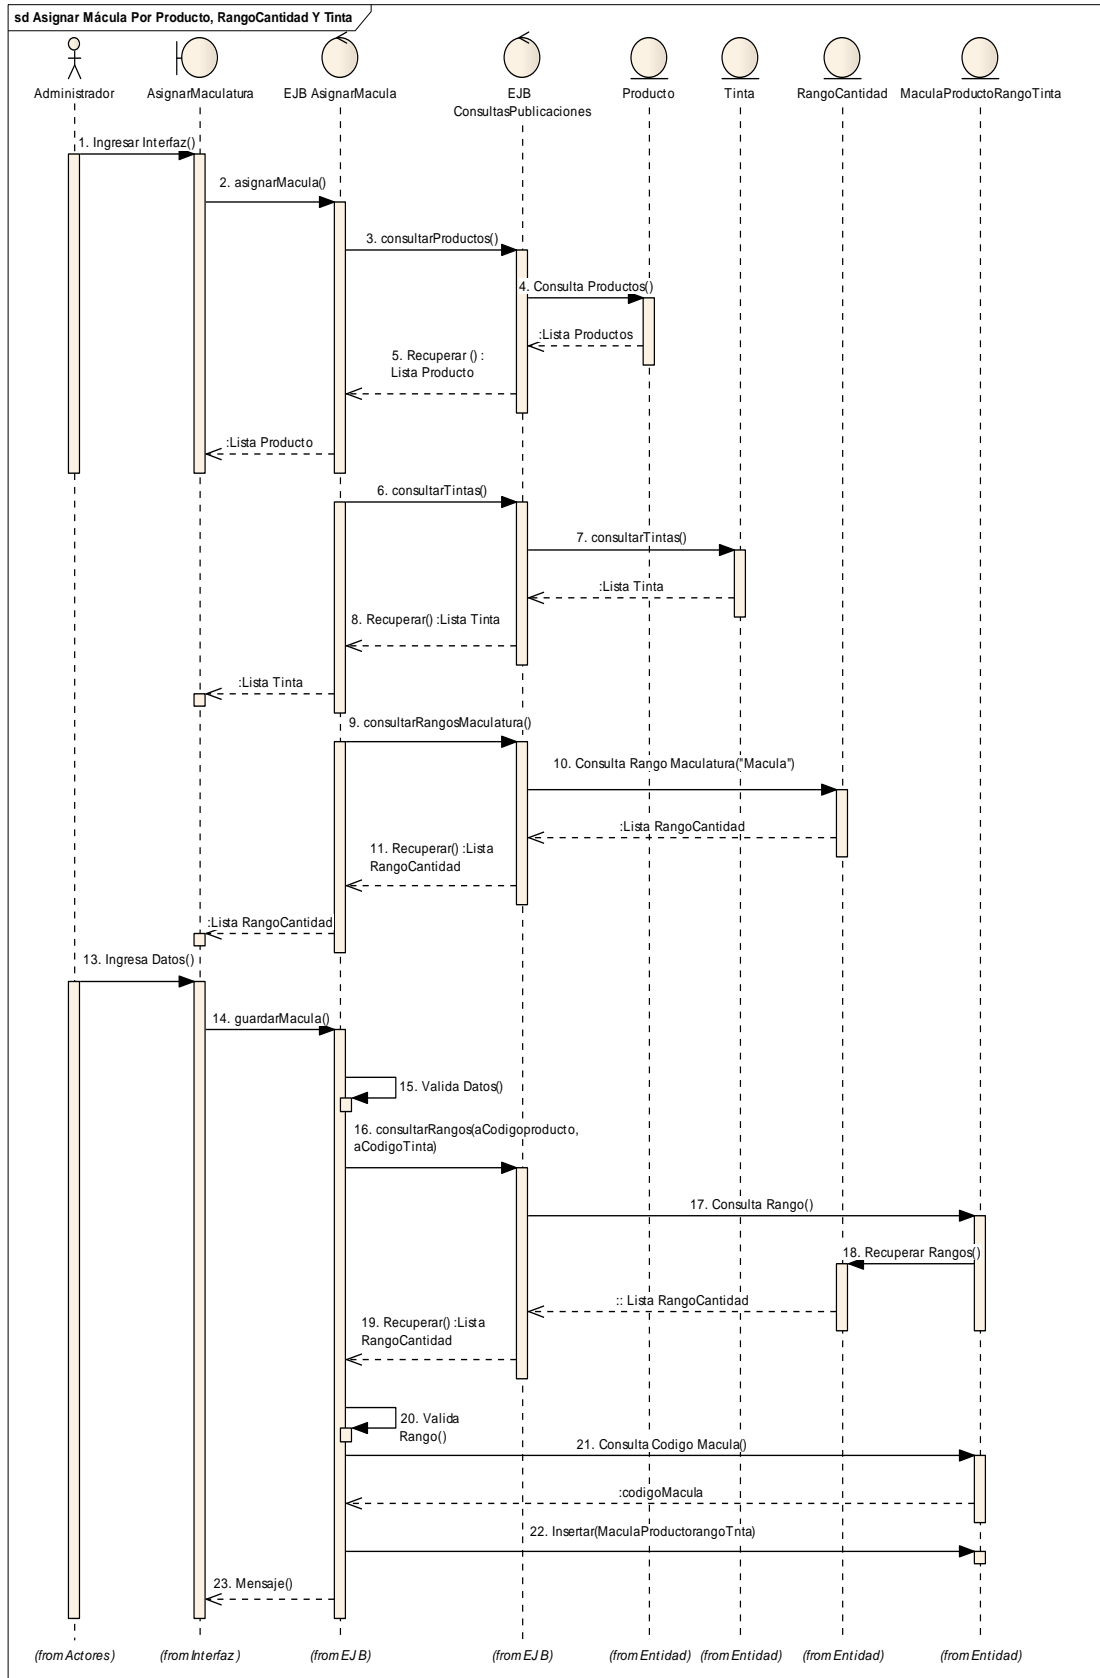 sd Asignar Mácula Por Producto, RangoCantidad Y Tinta
Administrador
AsignarMaculatura
EJB AsignarMacula
EJB
ConsultasPublicaciones
Producto
Tinta
RangoCantidad
MaculaProductoRangoTinta
1. Ingresar Interfaz()
2. asignarMacula()
3. consultarProductos()
4. Consulta Productos()
:Lista Productos
5. Recuperar () :
Lista Producto
:Lista Producto
6. consultarTintas()
7. consultarTintas()
:Lista Tinta
8. Recuperar() :Lista Tinta
:Lista Tinta
9. consultarRangosMaculatura()
10. Consulta Rango Maculatura("Macula")
:Lista RangoCantidad
11. Recuperar() :Lista
RangoCantidad
:Lista RangoCantidad
13. Ingresa Datos()
14. guardarMacula()
15. Valida Datos()
16. consultarRangos(aCodigoproducto,
aCodigoTinta)
17. Consulta Rango()
18. Recuperar Rangos()
:: Lista RangoCantidad
19. Recuperar() :Lista
RangoCantidad
20. Valida
Rango()
21. Consulta Codigo Macula()
:codigoMacula
22. Insertar(MaculaProductorangoTnta)
23. Mensaje()
(from Actores)
(from Interfaz)
(from EJB)
(from EJB)
(from Entidad)
(from Entidad)
(from Entidad)
(from Entidad)